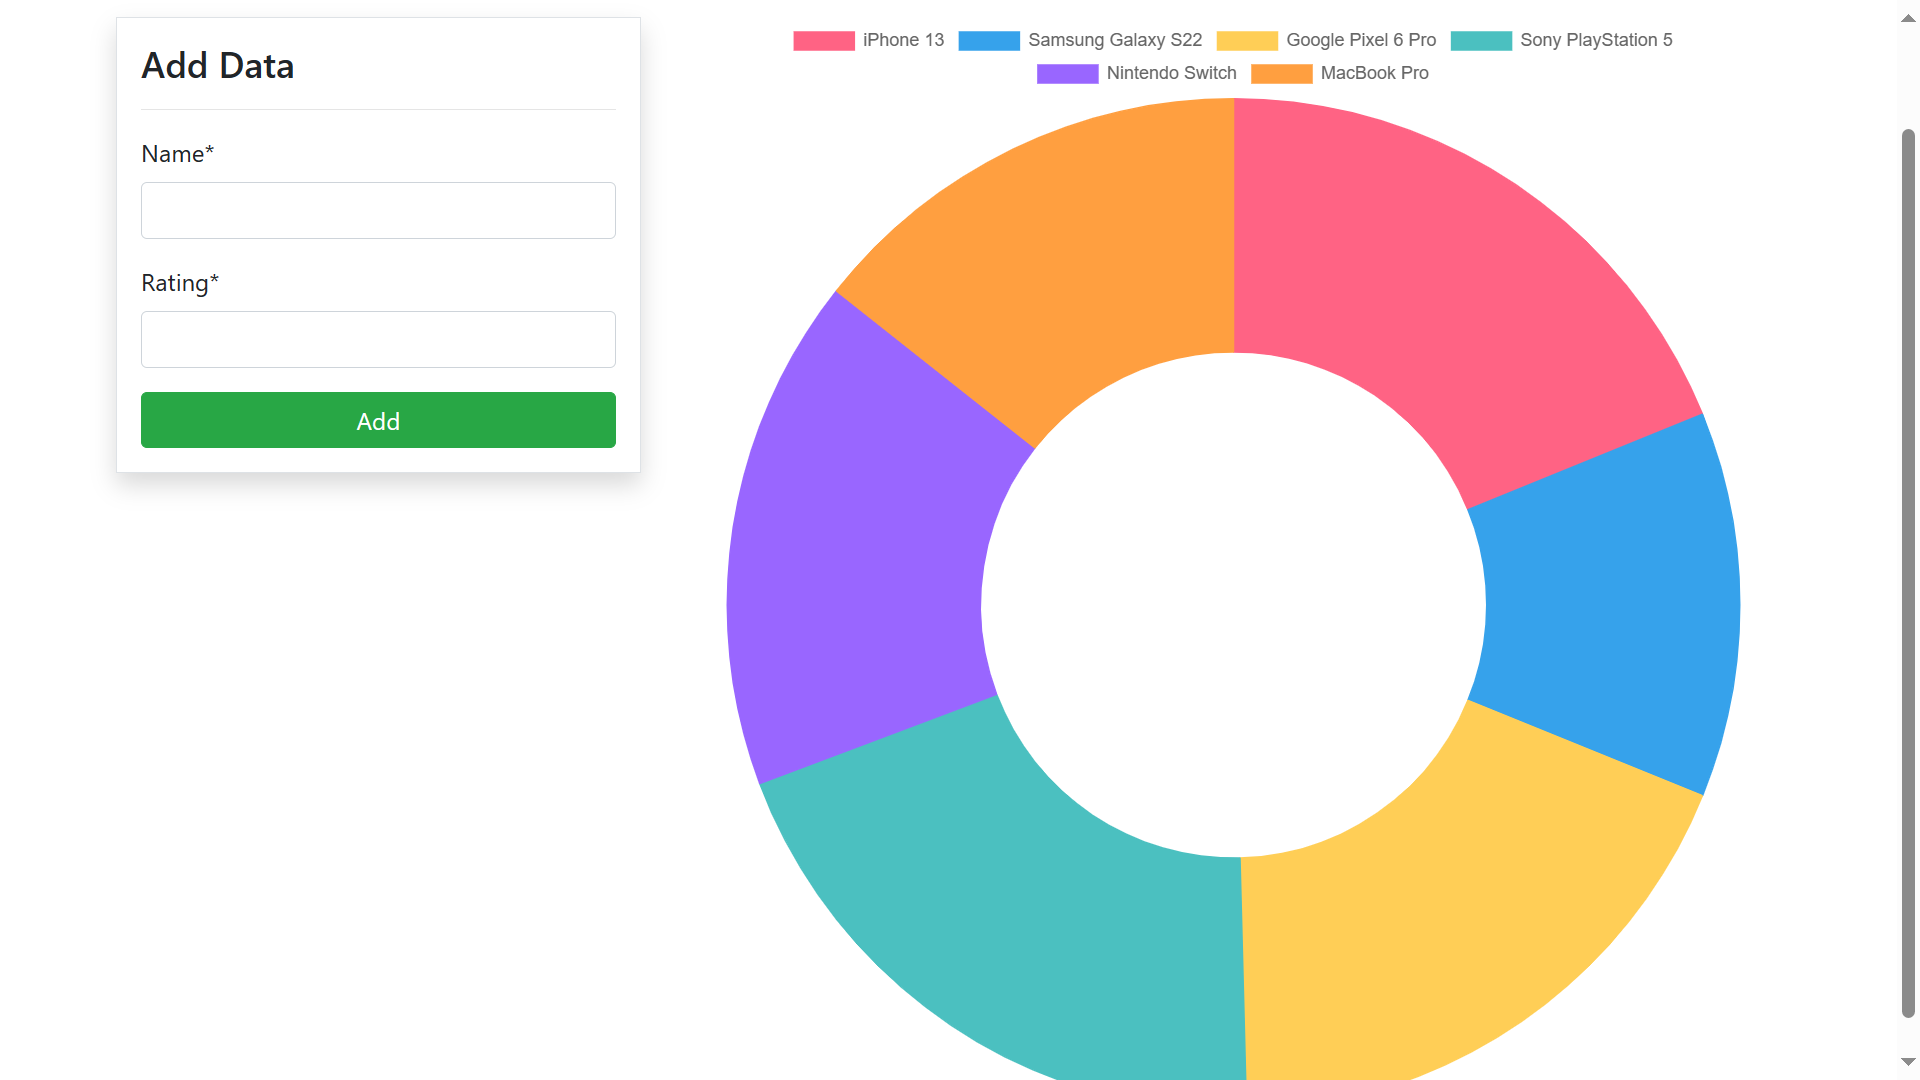 Add Data
Name*
Rating*
Add
iPhone 13 Samsung Galaxy S22 Google Pixel 6 Pro Sony PlayStation 5
Nintendo Switch MacBook Pro